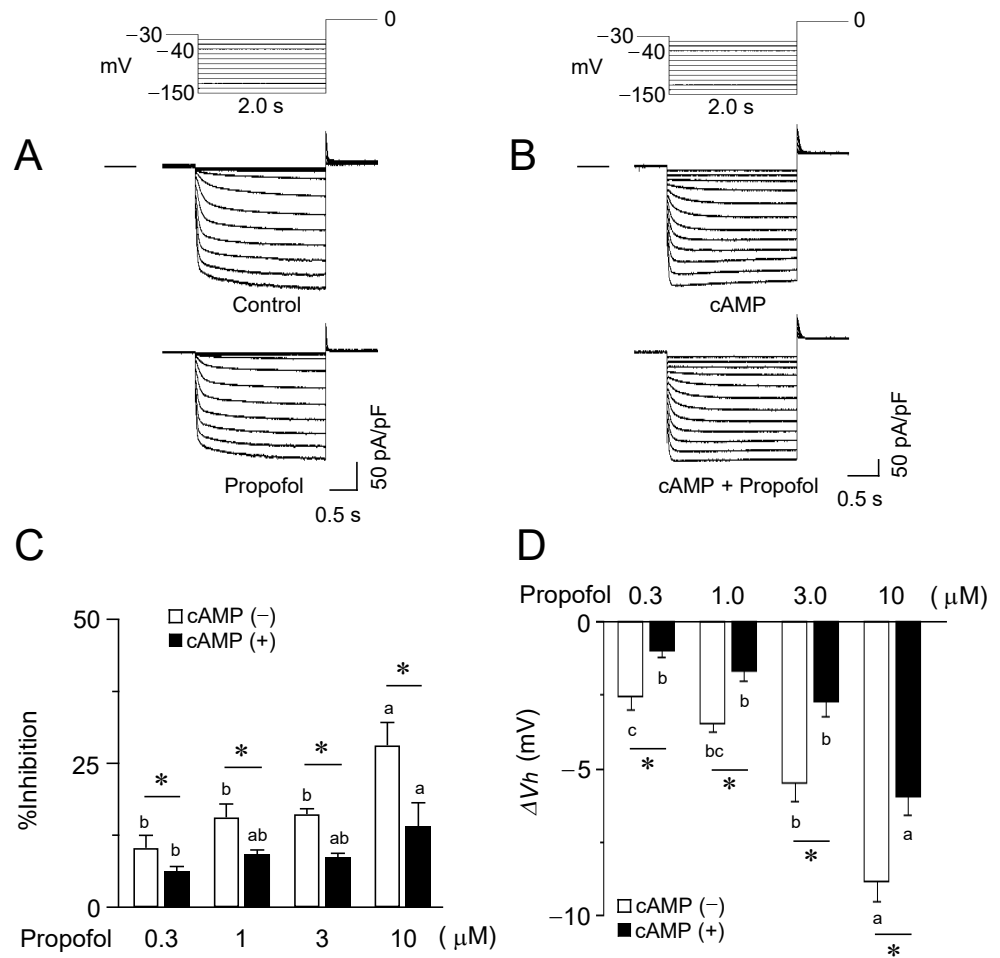 0
−30
−40
mV
−150
2.0 s
0
−30
−40
mV
−150
2.0 s
A
Control
Propofol
50 pA/pF
0.5 s
B
cAMP
cAMP + Propofol
50 pA/pF
0.5 s
C
cAMP (−)
cAMP (+)
50
25
0
%Inhibition
b
b
*
b
ab
*
b
ab
*
a
a
*
Propofol 0.3 1 3 10 ( μM)
D
Propofol 0.3 1.0 3.0 10 ( μM)
0
−5
−10
ΔVh (mV)
c
b
*
bc
b
*
b
b
*
a
a
*
cAMP (−)
cAMP (+)